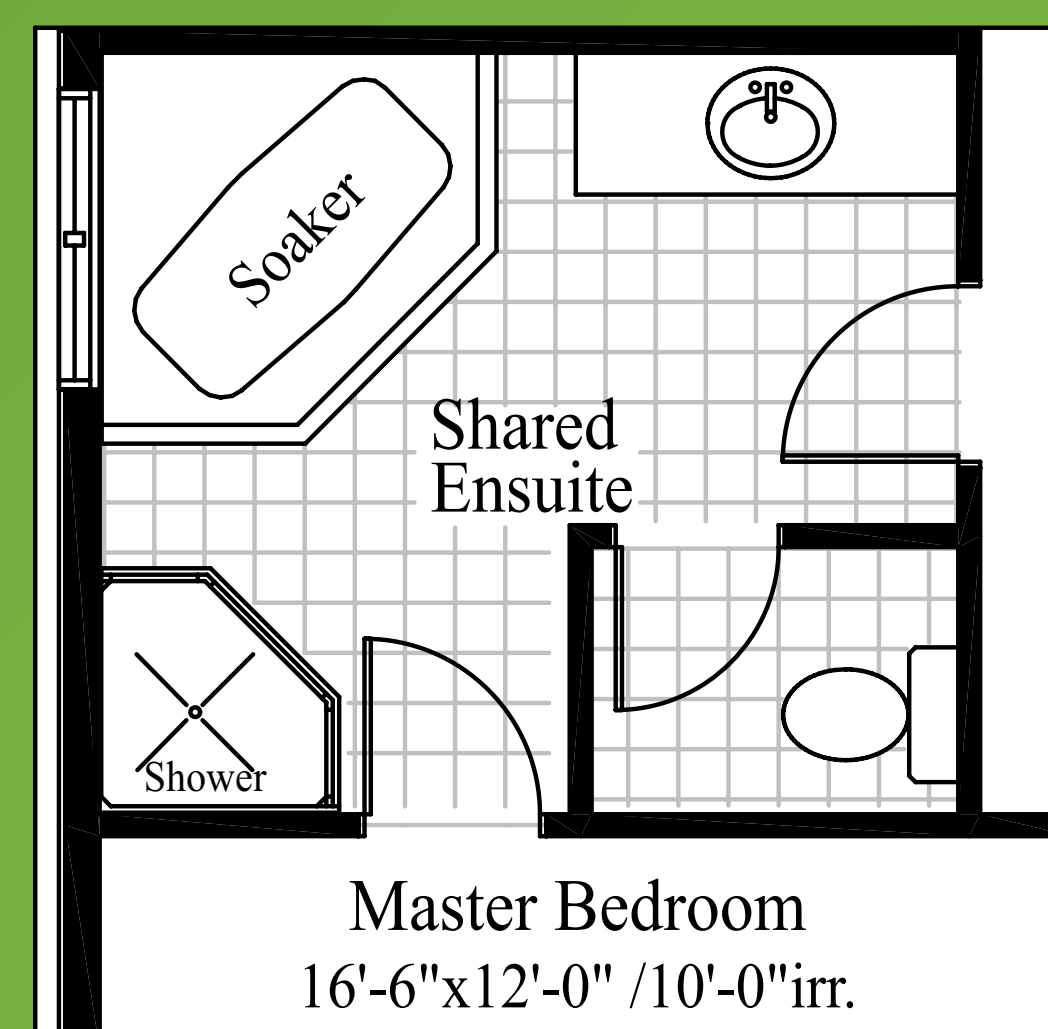 Soaker
Shared
Ensuite
Shower
Master Bedroom
16'-6"x12'-0" /10'-0"irr.